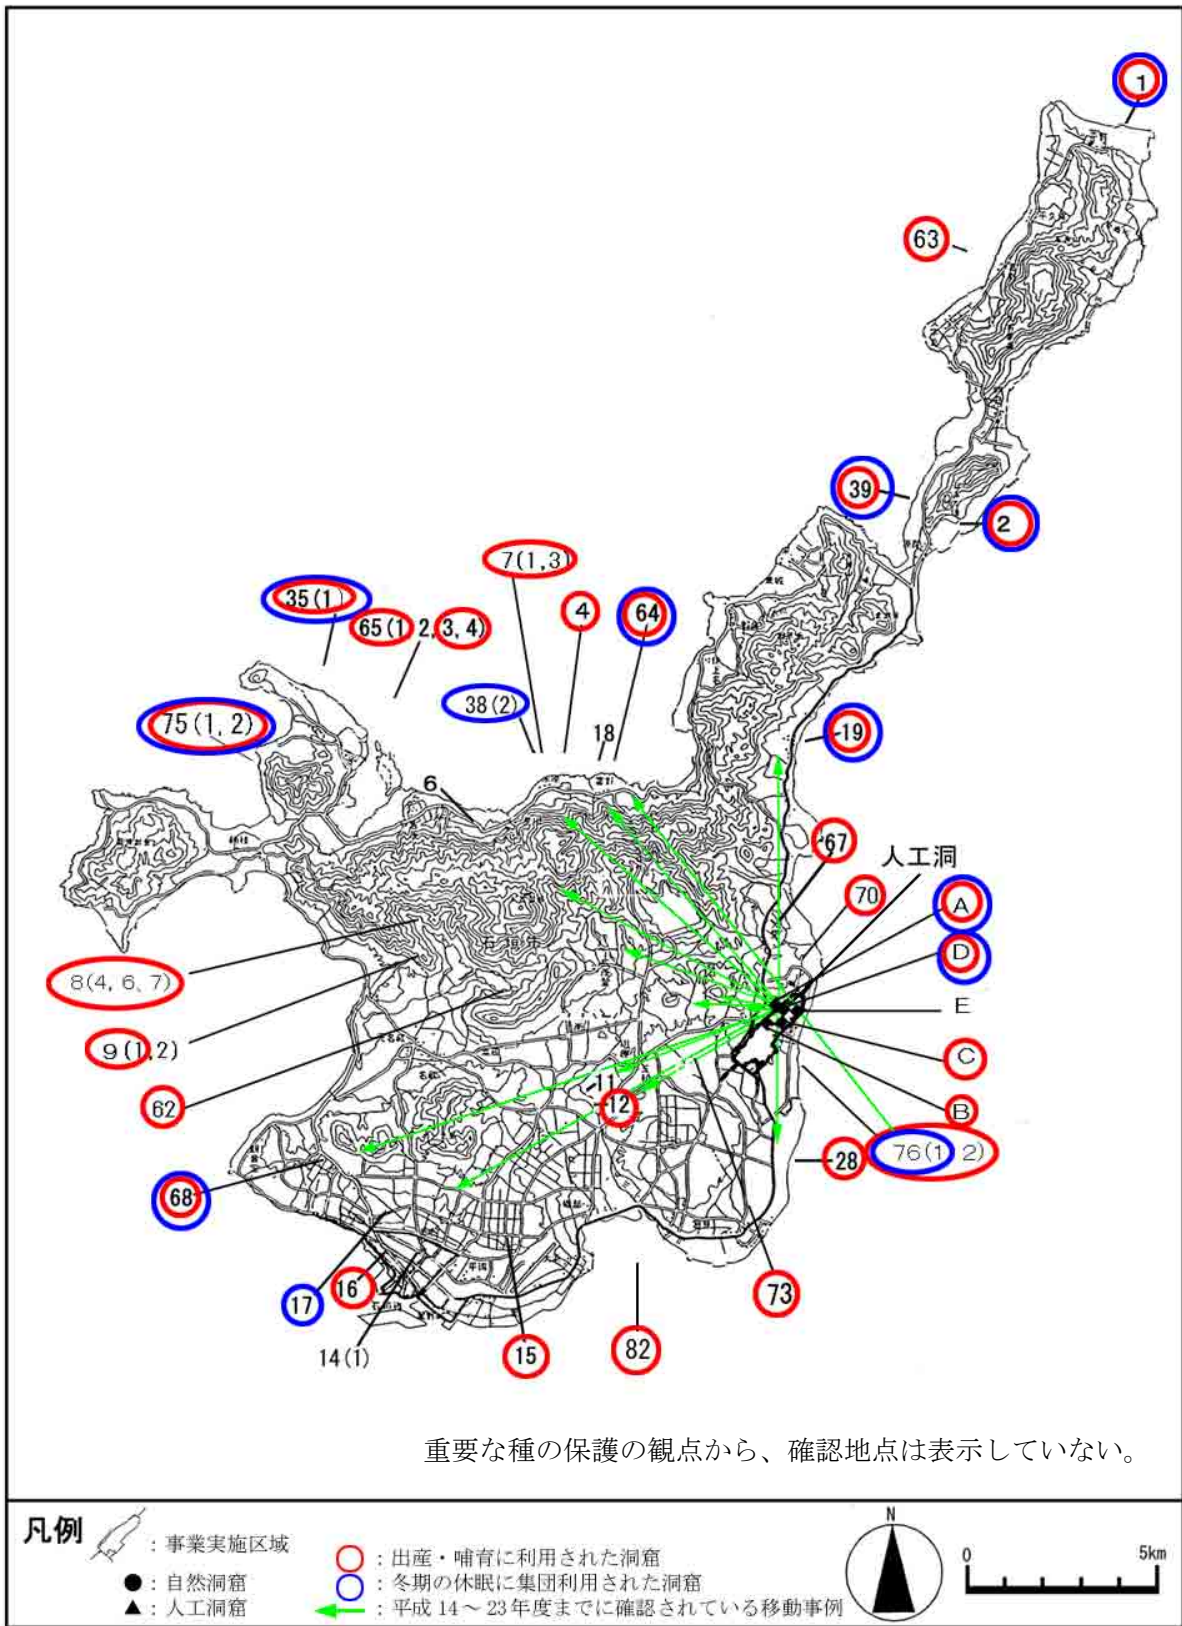 1
63
39
2
7(1,3)
35(1)
4
64
65(1 2,3,4)
38(2)
75(1,2)
18
19
6
67
人工洞
70
A
石垣市
D
8(4,6,7)
E
9(1,2)
C
11
62
12
B
76(1 2)
28
68
17
16
73
14(1)
15
82
重要な種の保護の観点から、確認地点は表示していない。
凡例
：事業実施区域
●：自然洞窟
▲：人工洞窟
：出産・哺育に利用された洞窟
：冬期の休眠に集団利用された洞窟
：平成 14～23年度までに確認されている移動事例
N
0 5km